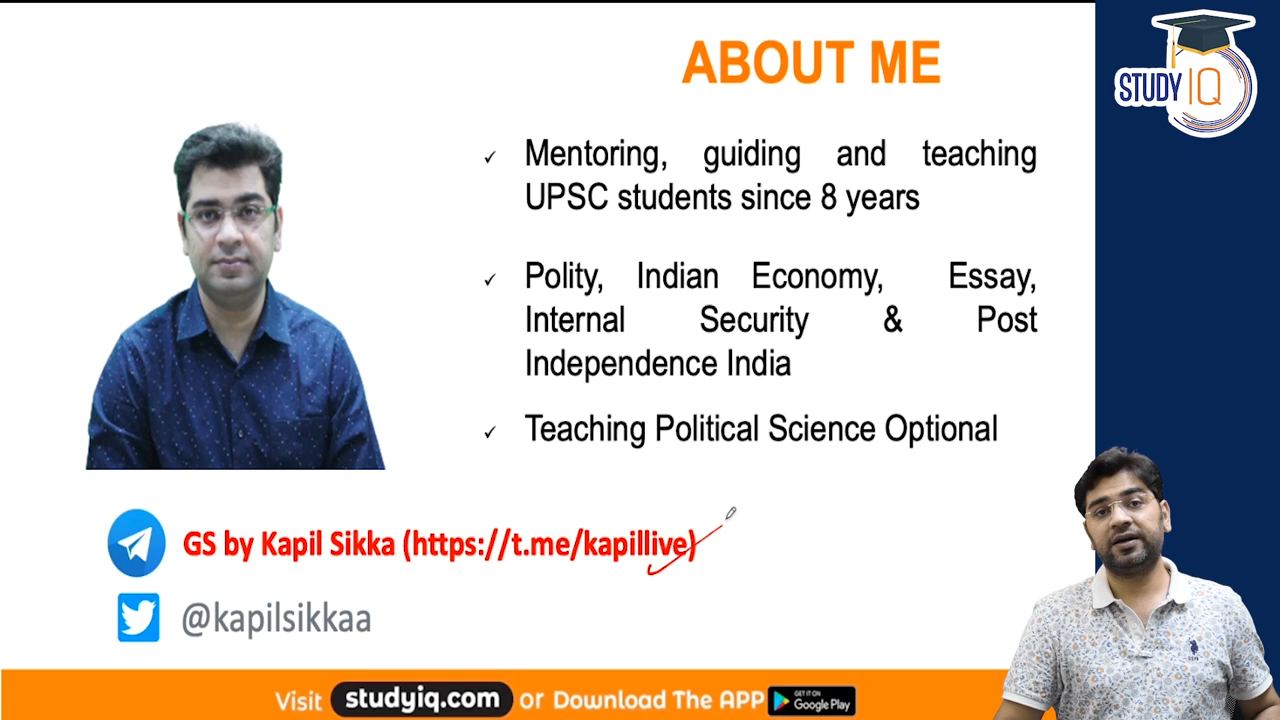 ABOUT ME
STUDY IQ
✓ Mentoring, guiding and teaching
UPSC students since 8 years
✓ Polity, Indian Economy, Essay,
Internal Security & Post
Independence India
✓ Teaching Political Science Optional
GS by Kapil Sikka (https://t.me/kapillive)
@kapilsikkaa
Visit studyiq.com or Download The APP GET IT ON Google Play